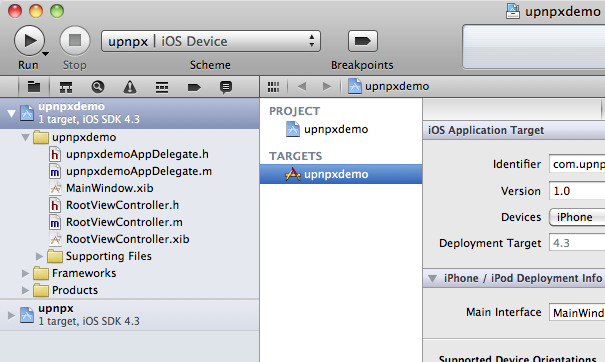 upnpxdemo
upnpx | iOS Device
Run
Stop
Scheme
Breakpoints
upnpxdemo
1 target, iOS SDK 4.3
upnpxdemo
upnpxdemoAppDelegate.h
upnpxdemoAppDelegate.m
MainWindow.xib
RootViewController.h
RootViewController.m
RootViewController.xib
Supporting Files
Frameworks
Products
upnpx
1 target, iOS SDK 4.3
upnpxdemo
PROJECT
upnpxdemo
TARGETS
upnpxdemo
iOS Application Target
Identifier com.upnp
Version 1.0
Devices iPhone
Deployment Target 4.3
iPhone / iPod Deployment Info
Main Interface MainWind
Supported Device Orientations